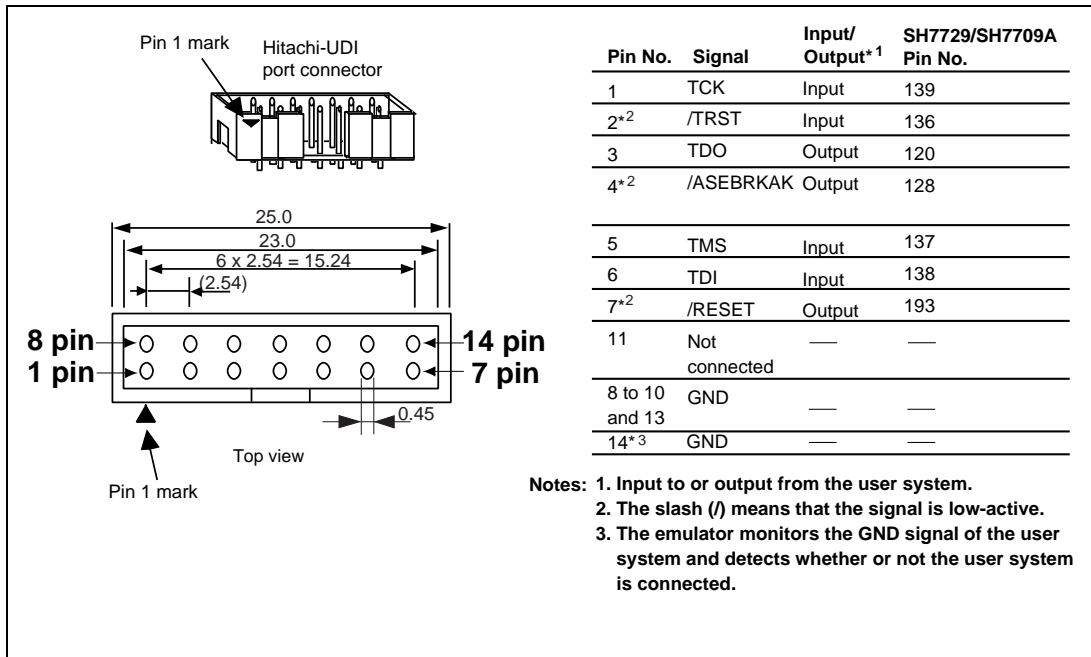 Pin 1 mark
Hitachi-UDI
port connector
25.0
23.0
6 x 2.54 = 15.24
(2.54)
8 pin
14 pin
1 pin
7 pin
0.45
Top view
Pin 1 mark
Pin No. Signal Input/Output*1 SH7729/SH7709A Pin No.
1 TCK Input 139
2*2 /TRST Input 136
3 TDO Output 120
4*2 /ASEBRKAK Output 128
5 TMS Input 137
6 TDI Input 138
7*2 /RESET Output 193
11 Not connected — —
8 to 10 and 13 GND — —
14*3 GND — —
Notes: 1. Input to or output from the user system.
2. The slash (/) means that the signal is low-active.
3. The emulator monitors the GND signal of the user
system and detects whether or not the user system
is connected.